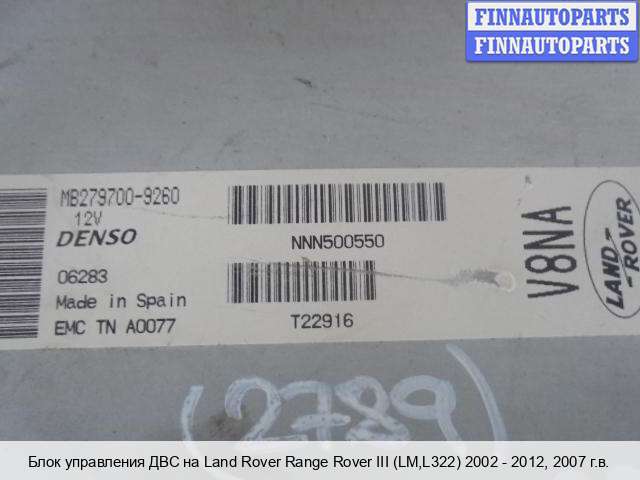 FINNAUTOPARTS
FINNAUTOPARTS
MB279700-9260
12V
DENSO
06283
Made in Spain
EMC TN A0077
NNN500550
T22916
V8NA
LAND-ROVER
(2789)
Блок управления ДВС на Land Rover Range Rover III (LM,L322) 2002 - 2012, 2007 г.в.